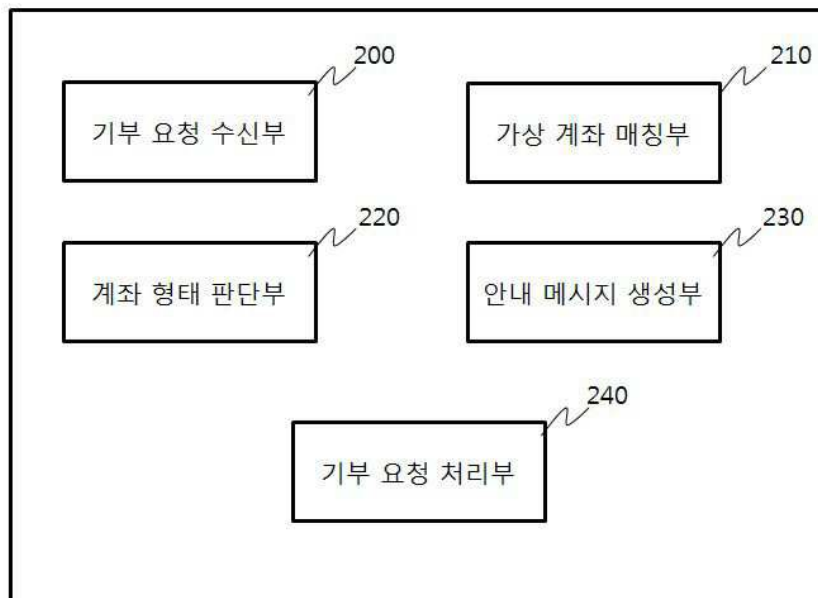 200
기부 요청 수신부
210
가상 계좌 매칭부
220
계좌 형태 판단부
230
안내 메시지 생성부
240
기부 요청 처리부